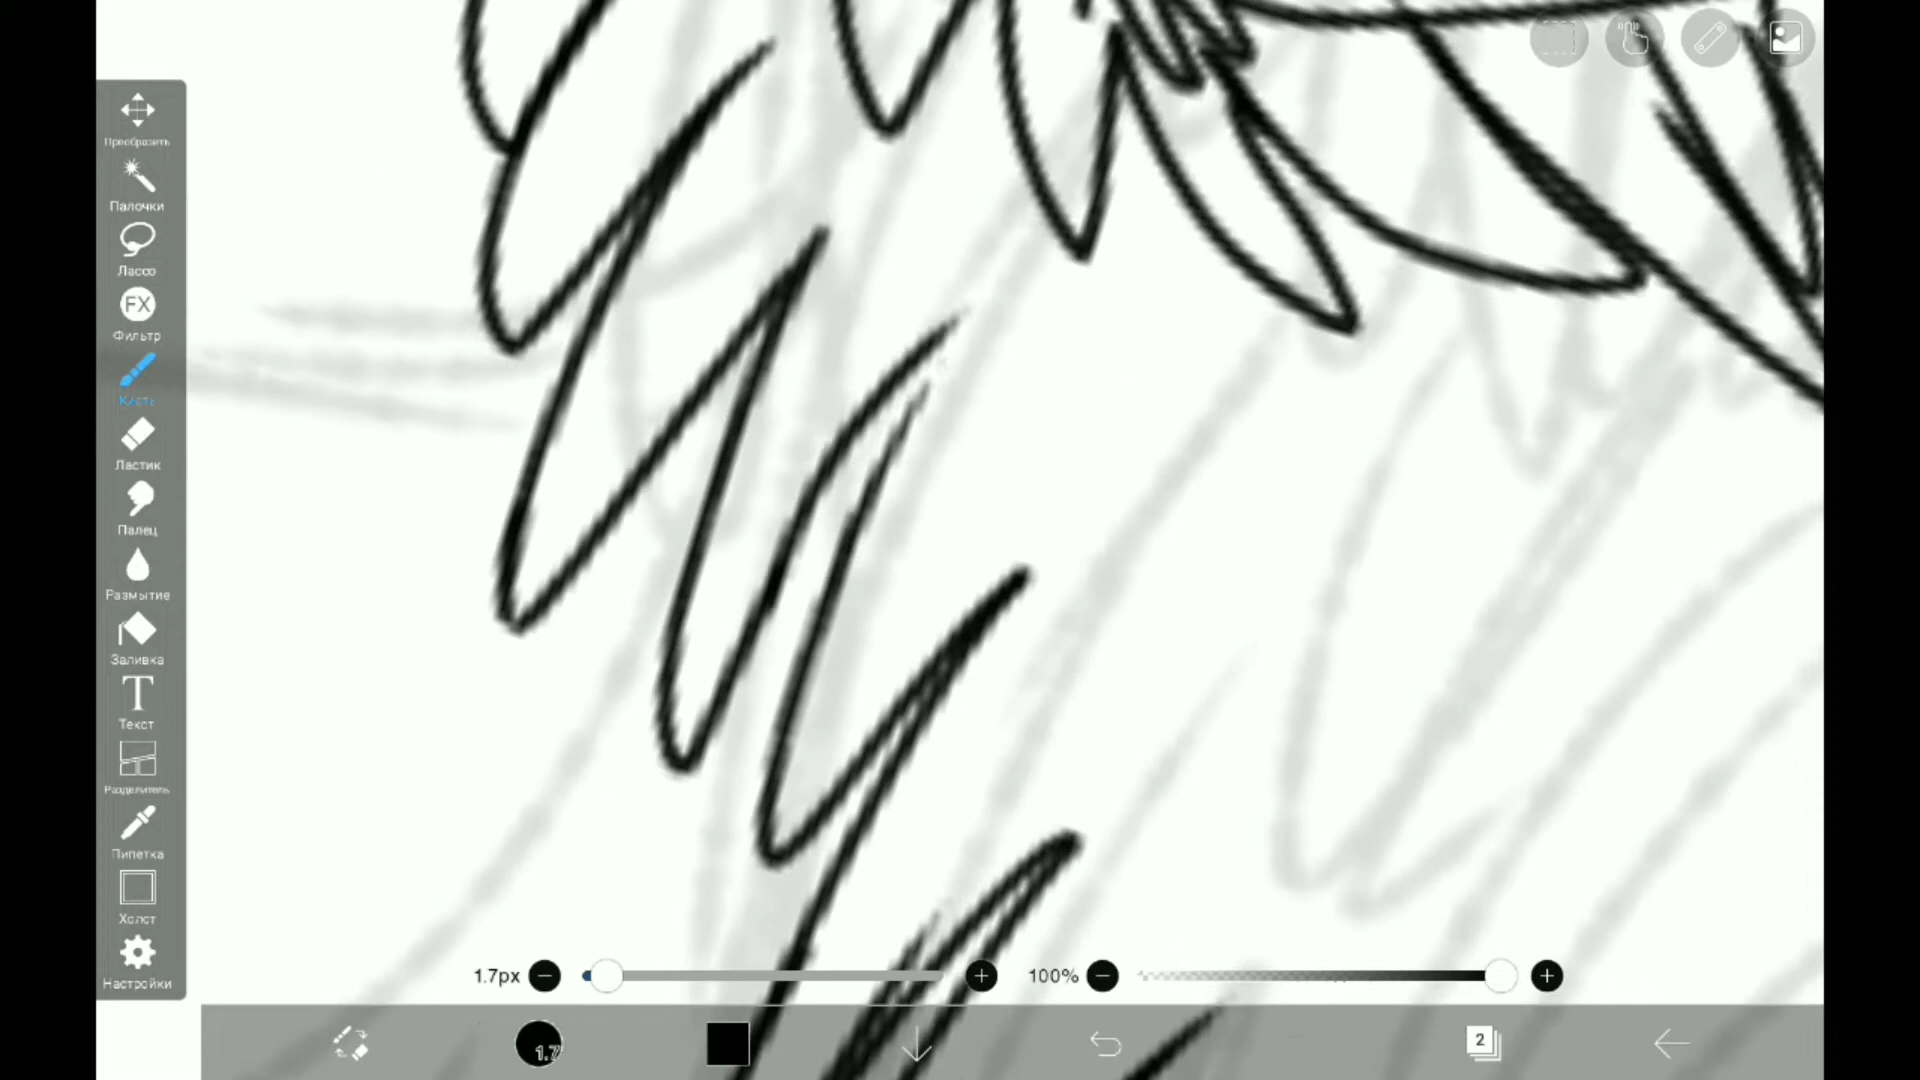 Преобразить
Палочки
Лассо
FX
Фильтр
Кисть
Ластик
Палец
Размытие
Заливка
T
Текст
Разделитель
Пипетка
Холст
Настройки
1.7px
100%
1.7
2